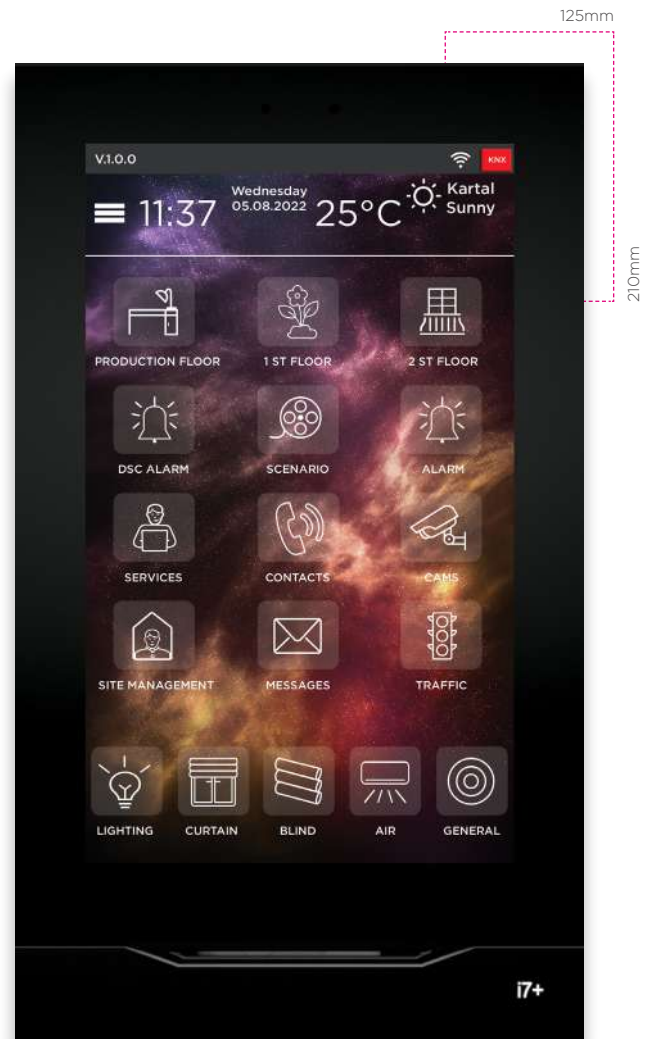 125mm
V.1.0.0
KNX
11:37
Wednesday
05.08.2022
25°C
Kartal
Sunny
210mm
PRODUCTION FLOOR
1 ST FLOOR
2 ST FLOOR
DSC ALARM
SCENARIO
ALARM
SERVICES
CONTACTS
CAMS
SITE MANAGEMENT
MESSAGES
TRAFFIC
LIGHTING
CURTAIN
BLIND
AIR
GENERAL
i7+